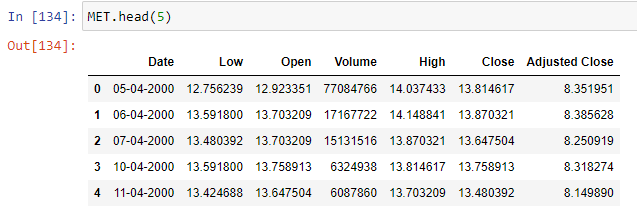 In [134]: MET.head(5)
Out[134]:
Date Low Open Volume High Close Adjusted Close
0 05-04-2000 12.756239 12.923351 77084766 14.037433 13.814617 8.351951
1 06-04-2000 13.591800 13.703209 17167722 14.148841 13.870321 8.385628
2 07-04-2000 13.480392 13.703209 15131516 13.870321 13.647504 8.250919
3 10-04-2000 13.591800 13.758913 6324938 13.814617 13.758913 8.318274
4 11-04-2000 13.424688 13.647504 6087860 13.703209 13.480392 8.149890